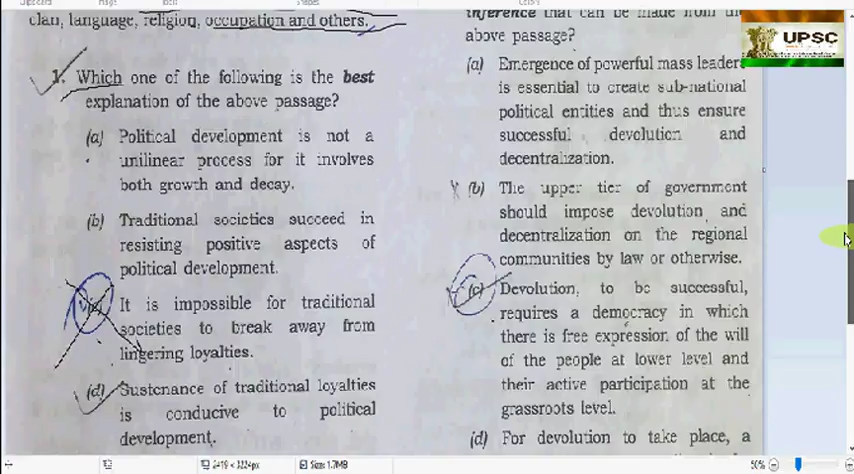 clan, language, religion, occupation and others.
1. Which one of the following is the best
explanation of the above passage?
(a) Political development is not a
unilinear process for it involves
both growth and decay.
(b) Traditional societies succeed in
resisting positive aspects of
political development.
It is impossible for traditional
societies to break away from
lingering loyalties.
(d) Sustenance of traditional loyalties
is conducive to political
development.
inference that can be made from the
above passage?
(a) Emergence of powerful mass leaders
is essential to create sub-national
political entities and thus ensure
successful devolution and
decentralization.
(b) The upper tier of government
should impose devolution and
decentralization on the regional
communities by law or otherwise.
(c) Devolution, to be successful,
requires a democracy in which
there is free expression of the will
of the people at lower level and
their active participation at the
grassroots level.
(d) For devolution to take place, a
UPSC
2419 × 3224px
Size: 1.7MB
50%